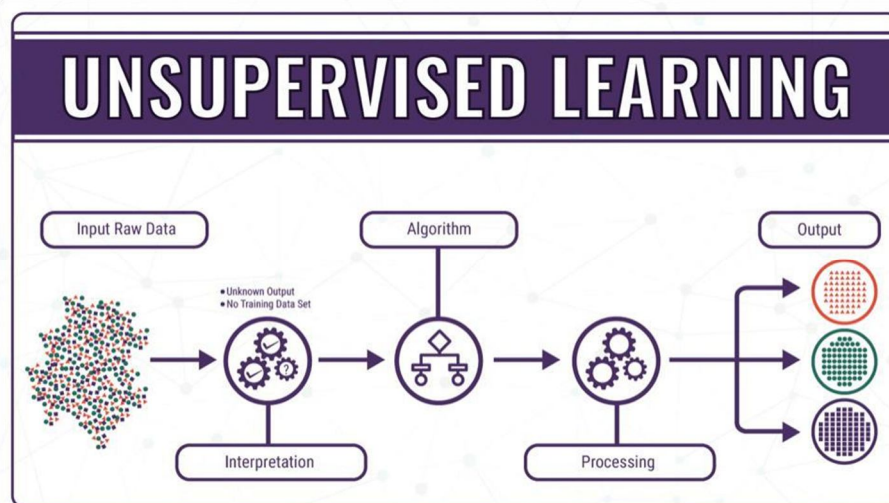 UNSUPERVISED LEARNING
Input Raw Data
Algorithm
Output
•Unknown Output
•No Training Data Set
?
Interpretation
Processing